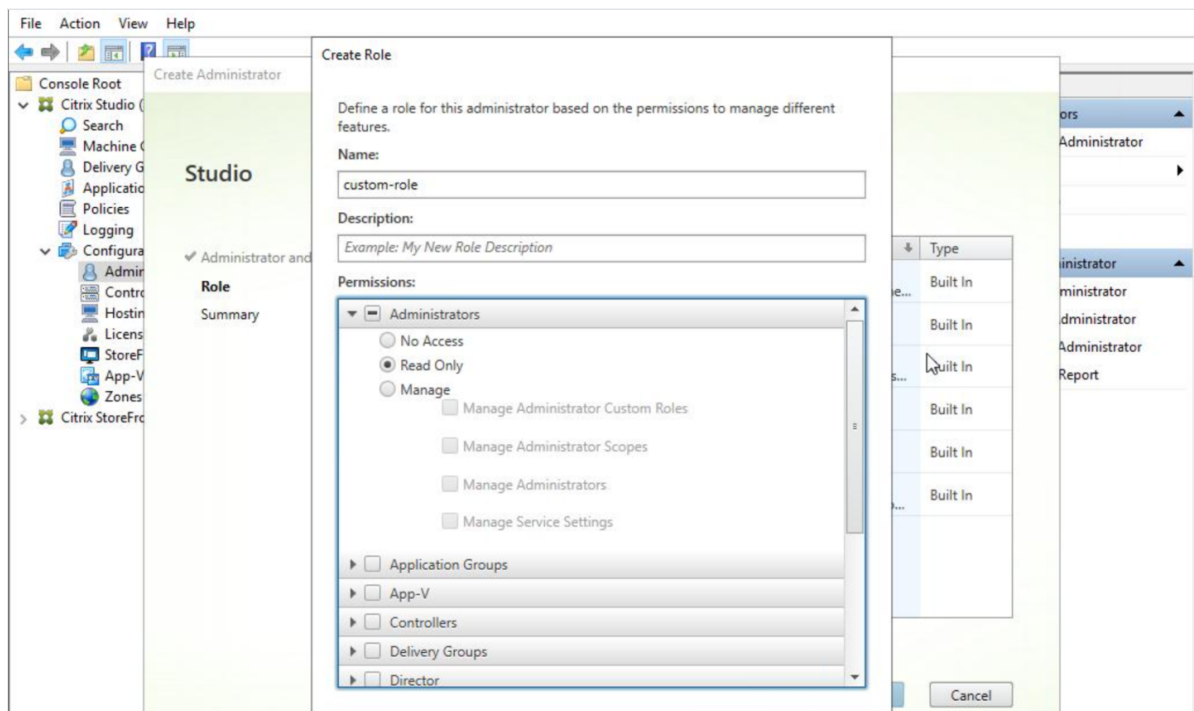 File Action View Help
Create Role
Console Root
Create Administrator
Citrix Studio (
Search
Machine
Delivery G
Applicatio
Policies
Logging
Configura
Admin
Contro
Hostin
Licens
StoreF
App-V
Zones
Citrix StoreFro
Studio
Administrator and
Role
Summary
Define a role for this administrator based on the permissions to manage different
features.
Name:
custom-role
Description:
Example: My New Role Description
Permissions:
Administrators
No Access
Read Only
Manage
Manage Administrator Custom Roles
Manage Administrator Scopes
Manage Administrators
Manage Service Settings
Application Groups
App-V
Controllers
Delivery Groups
Director
Type
Built In
e...
Built In
Built In
s...
Built In
Built In
Built In
Cancel
ors
Administrator
inistrator
ministrator
dministrator
Administrator
Report